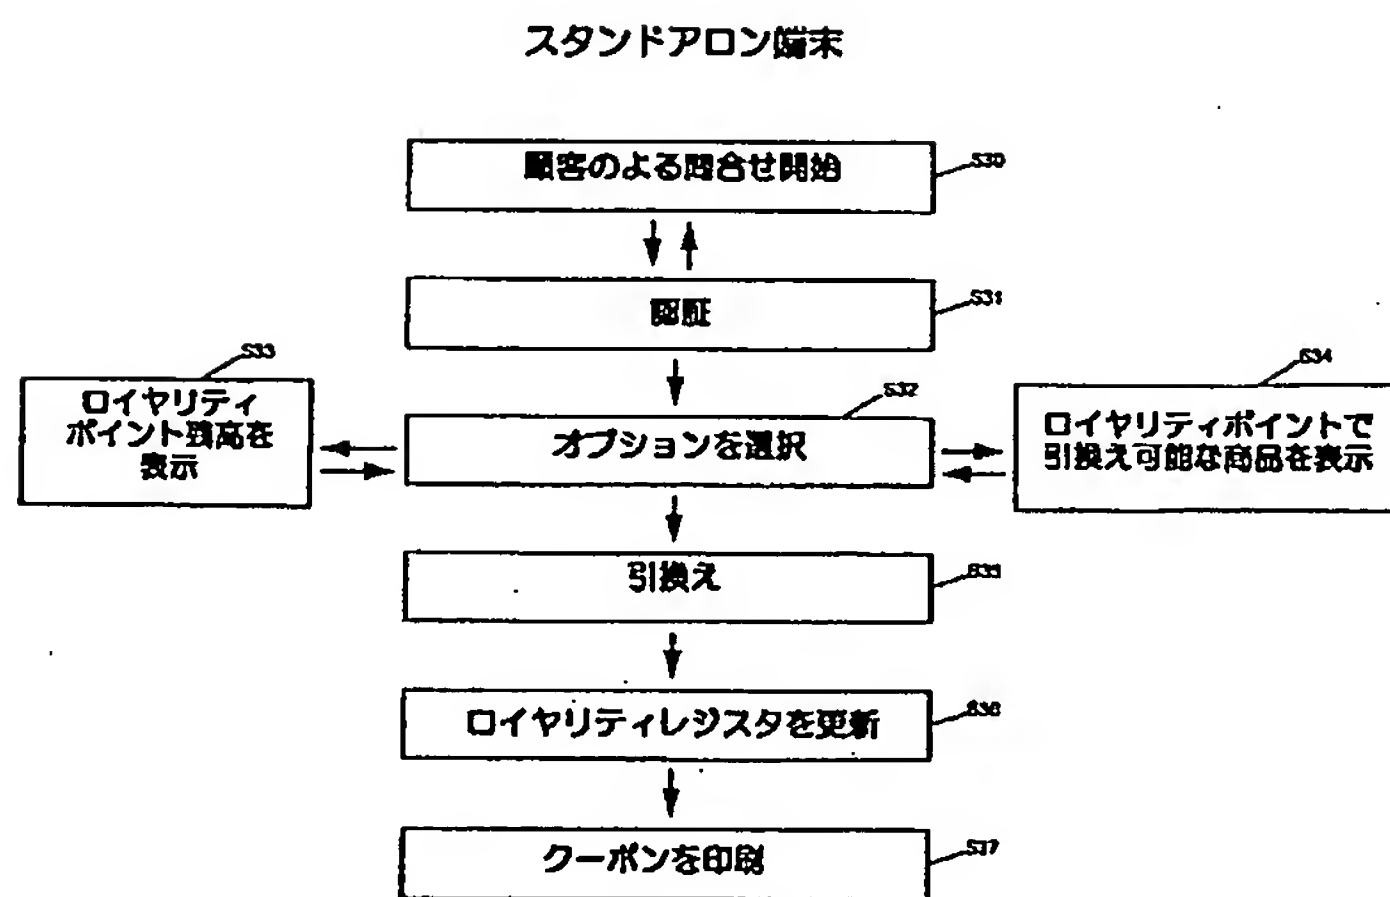 スタンドアロン端末
顧客のよる問合せ開始
S30
認証
S31
S33
ロイヤリティ
ポイント残高を
表示
S32
オプションを選択
S34
ロイヤリティポイントで
引換え可能な商品を表示
引換え
S35
ロイヤリティレジスタを更新
S36
クーポンを印刷
S37